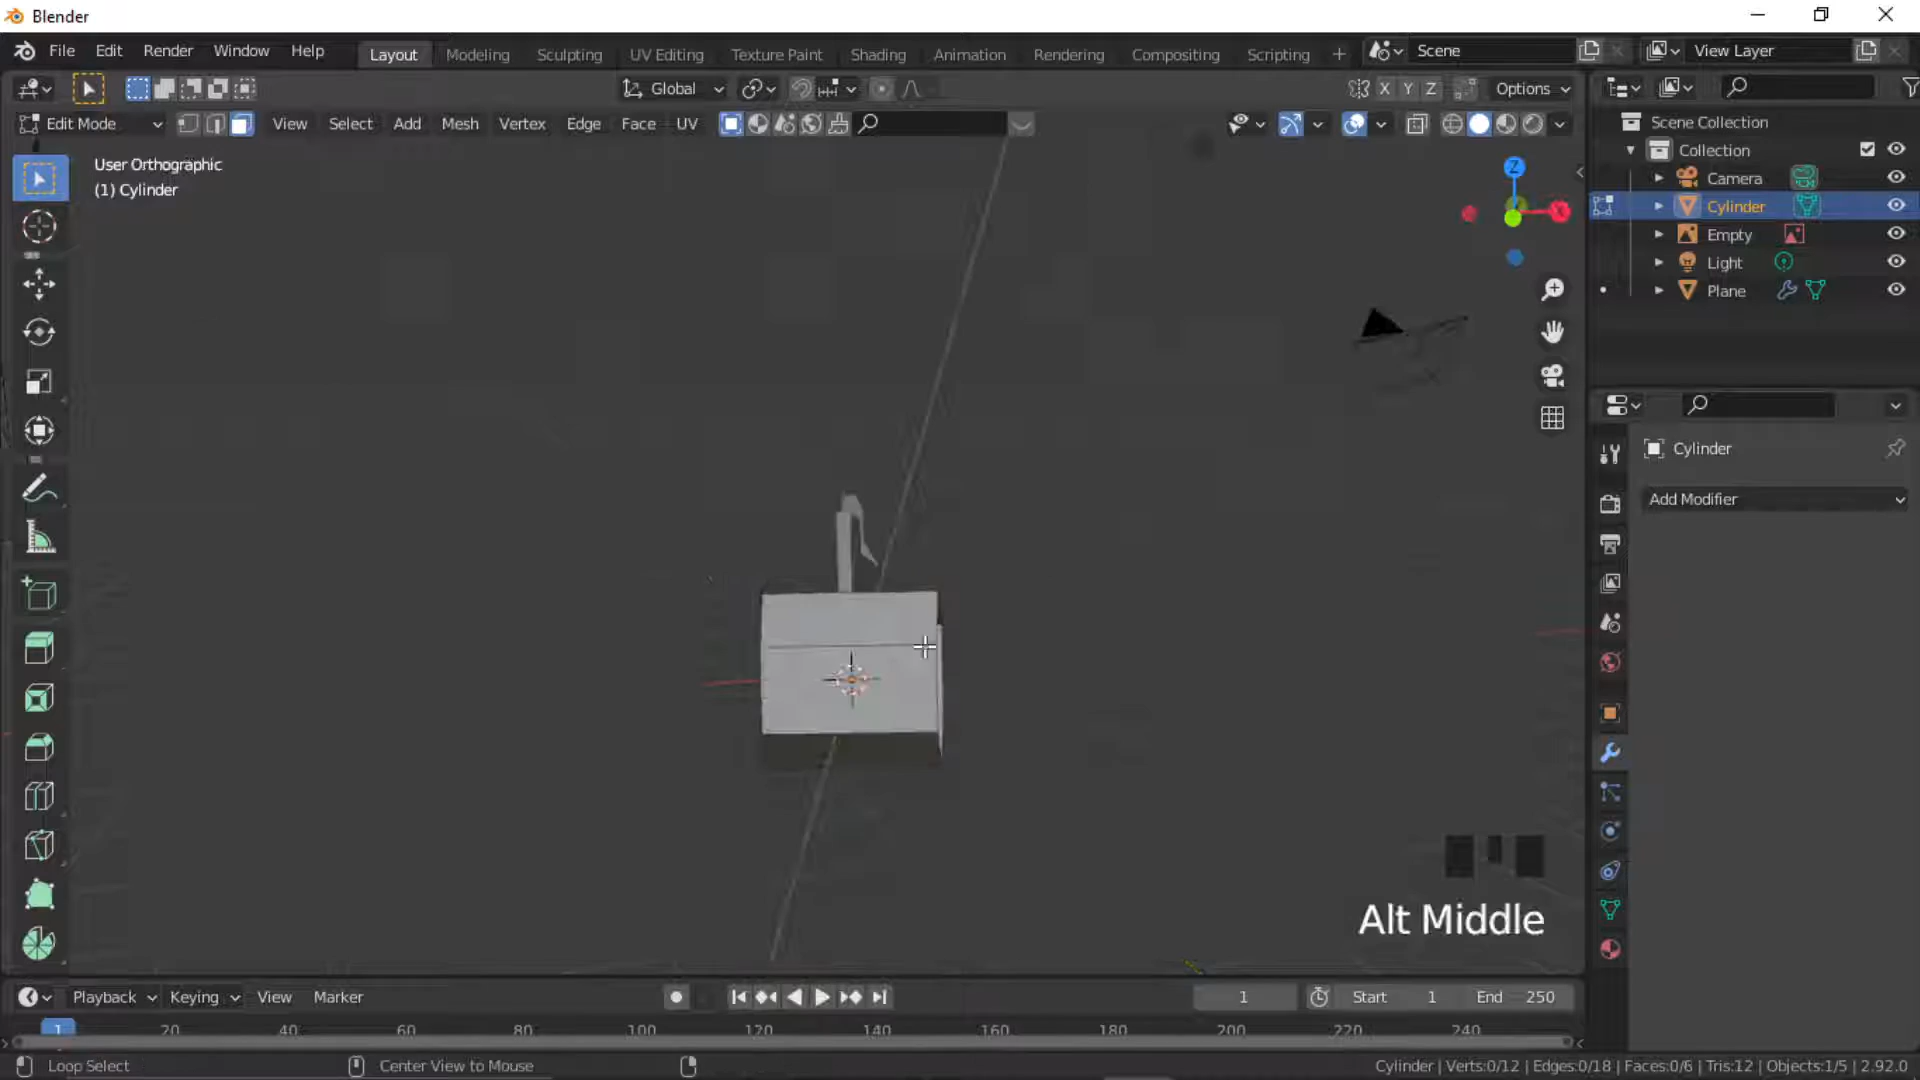 Blender
File Edit Render Window Help Layout Modeling Sculpting UV Editing Texture Paint Shading Animation Rendering Compositing Scripting + Scene View Layer
Global X Y Z Options
Edit Mode View Select Add Mesh Vertex Edge Face UV
User Orthographic
(1) Cylinder
Z
X
Scene Collection
Collection
Camera
Cylinder
Empty
Light
Plane
Cylinder
Add Modifier
Alt Middle
Playback Keying View Marker 1 Start 1 End 250
1 20 40 60 80 100 120 140 160 180 200 220 240
Loop Select Center View to Mouse Cylinder | Verts:0/12 | Edges:0/18 | Faces:0/6 | Tris:12 | Objects:1/5 | 2.92.0